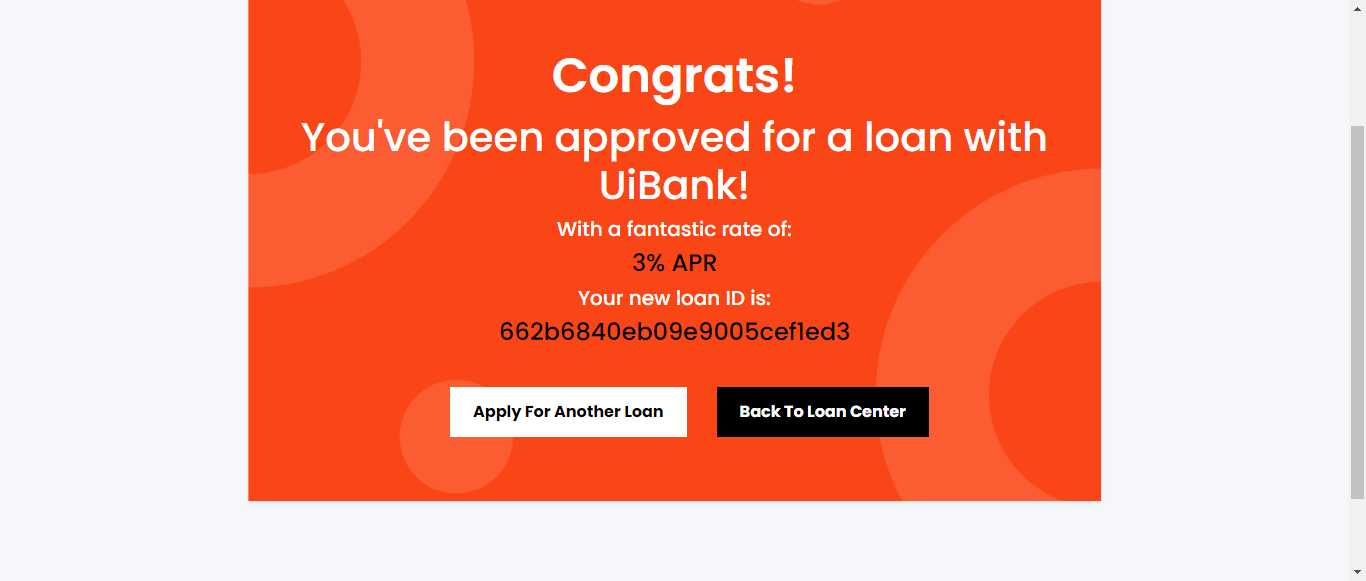 Congrats!
You've been approved for a loan with
UiBank!
With a fantastic rate of:
3% APR
Your new loan ID is:
662b6840eb09e9005cef1ed3
Apply For Another Loan
Back To Loan Center